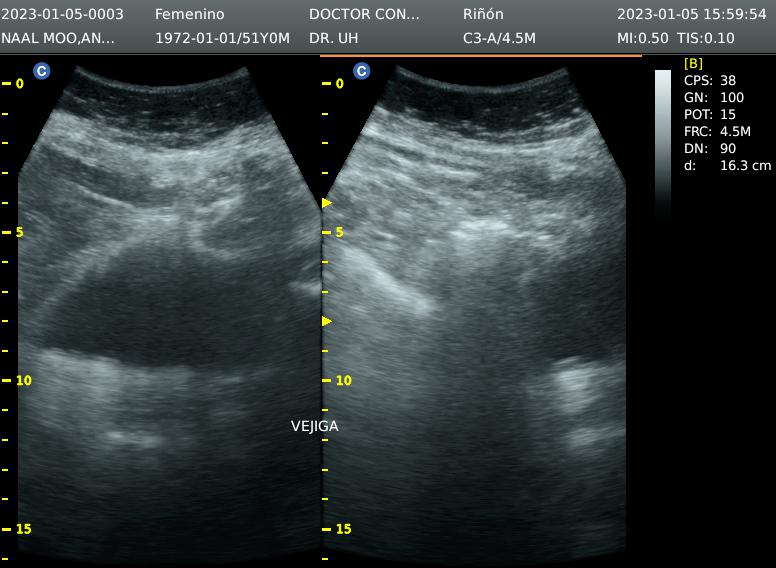 2023-01-05-0003 Femenino DOCTOR CON... Riñón 2023-01-05 15:59:54
NAAL MOO,AN... 1972-01-01/51Y0M DR. UH C3-A/4.5M MI:0.50 TIS:0.10
C
C
[B]
CPS: 38
GN: 100
POT: 15
FRC: 4.5M
DN: 90
d: 16.3 cm
0 0
5 5
10 10
VEJIGA
15 15